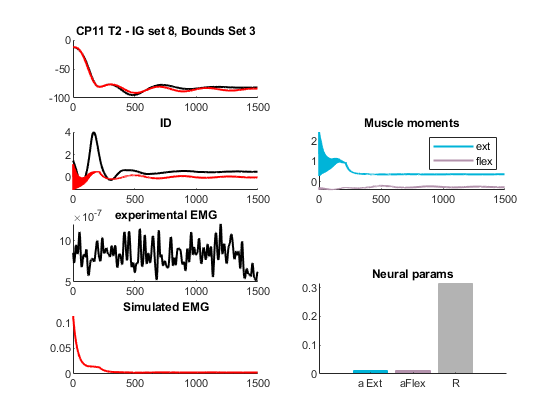 CP11 T2 - IG set 8, Bounds Set 3
0
-50
-100
0 500 1000 1500
ID
4
2
0
0 500 1000 1500
×10⁻⁷
experimental EMG
10
5
0 500 1000 1500
Simulated EMG
0.1
0.05
0
0 500 1000 1500
Muscle moments
2
1
0
0 500 1000 1500
ext
flex
Neural params
0.3
0.2
0.1
0
a Ext aFlex R